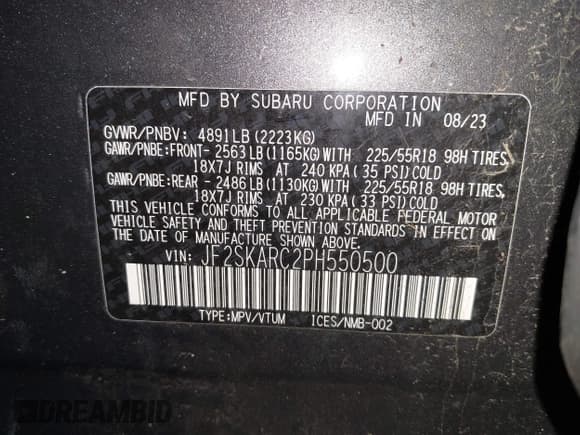 MFD BY SUBARU CORPORATION
MFD IN 08/23
GVWR/PNBV: 4891LB(2223KG)
GAWR/PNBE:FRONT- 2563LB(1165KG)WITH 225/55R18 98H TIRES,
18X7J RIMS AT 240 KPA( 35 PSI)COLD
GAWR/PNBE:REAR - 2486LB(1130KG)WITH 225/55R18 98H TIRES,
18X7J RIMS AT 230 KPA( 33 PSI)COLD
THIS VEHICLE CONFORMS TO ALL APPLICABLE FEDERAL MOTOR
VEHICLE SAFETY AND THEFT PREVENTION STANDARDS IN EFFECT ON
THE DATE OF MANUFACTURE SHOWN ABOVE.
VIN: JF2SKARC2PH550500
TYPE:MPV/VTUM ICES/NMB-002
DREAMBID